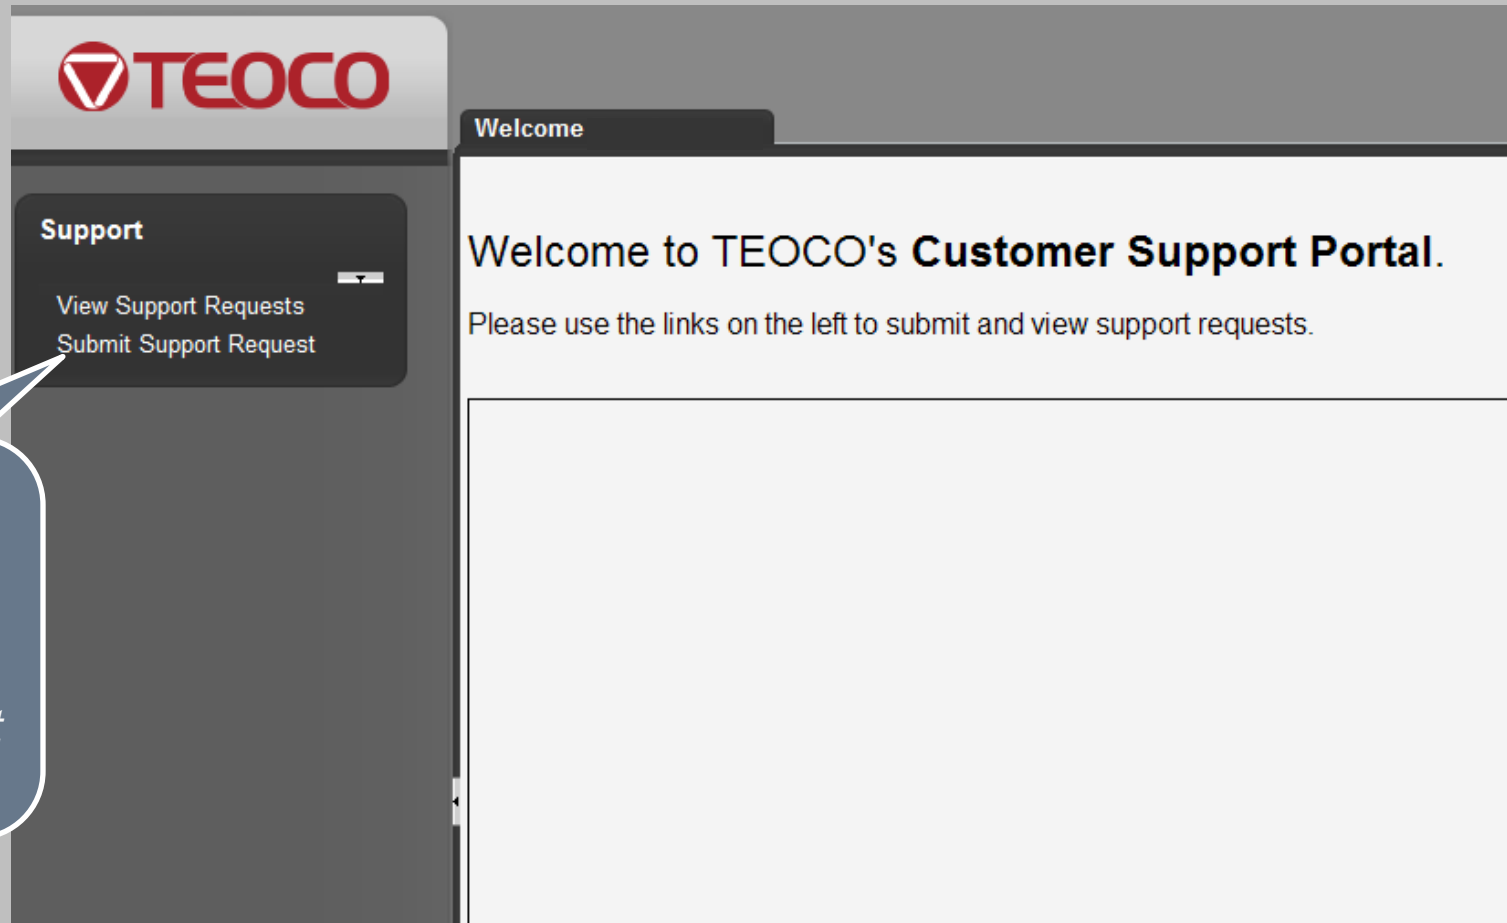 TEOCO
Welcome
Support
View Support Requests
Submit Support Request
Welcome to TEOCO's Customer Support Portal.
Please use the links on the left to submit and view support requests.